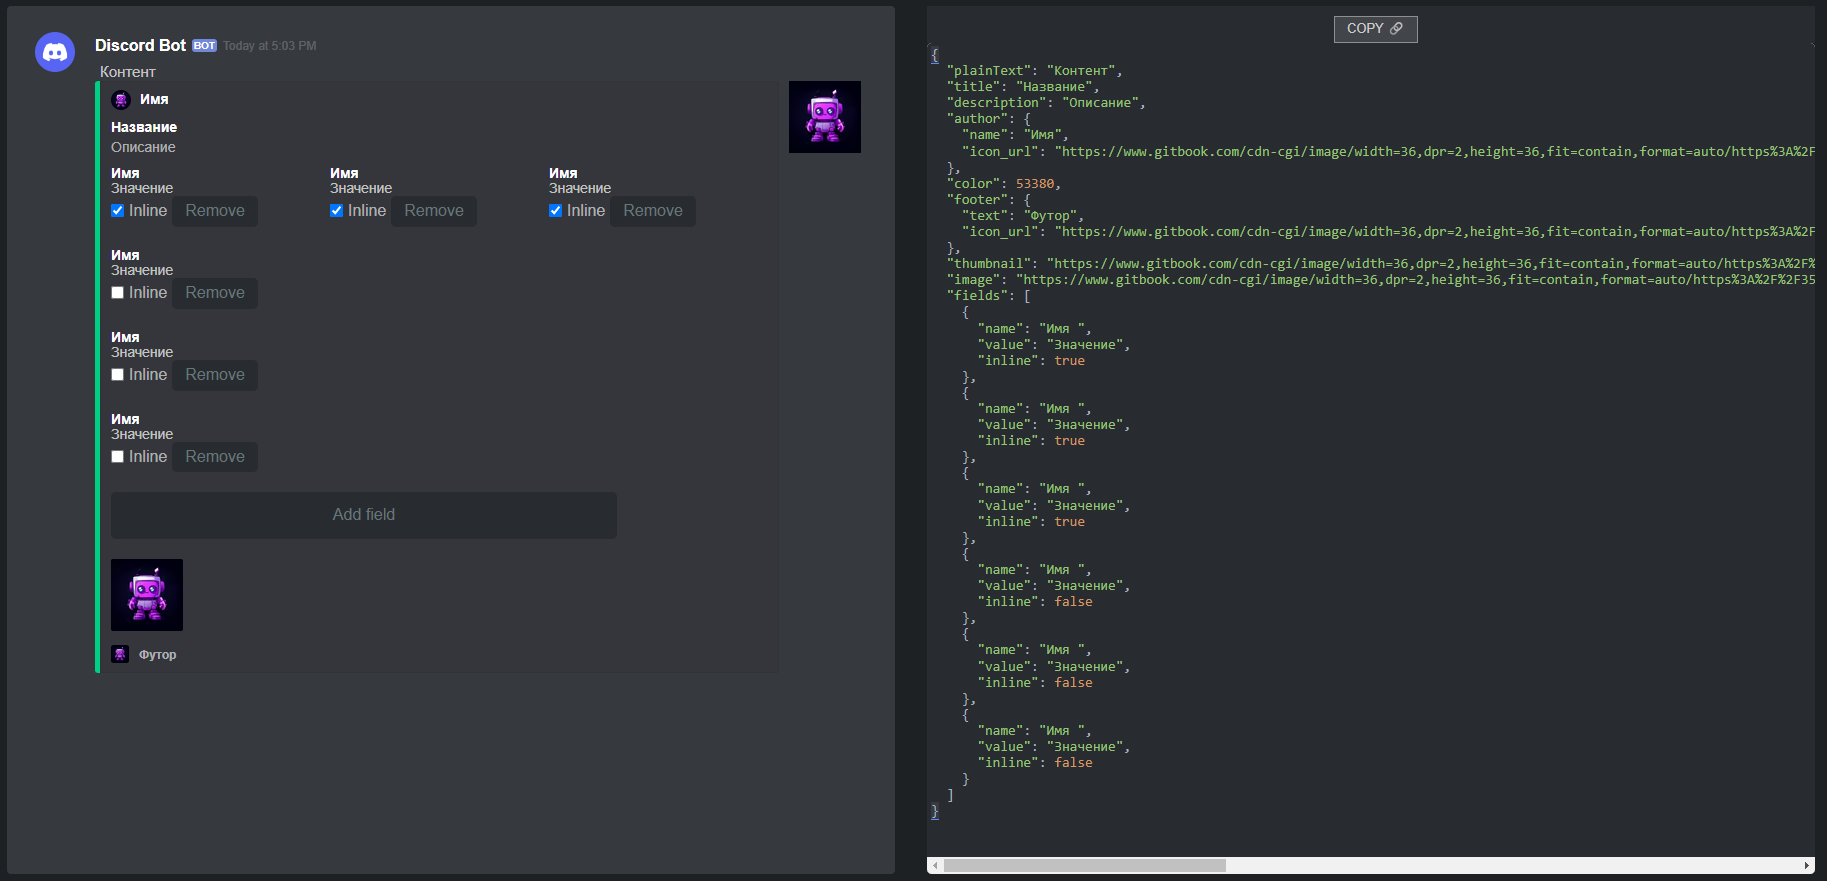 Discord Bot BOT Today at 5:03 PM
Контент
Имя
Название
Описание
Имя Имя Имя
Значение Значение Значение
Inline Remove Inline Remove Inline Remove
Имя
Значение
Inline Remove
Имя
Значение
Inline Remove
Имя
Значение
Inline Remove
Add field
Футор
COPY
{
"plainText": "Контент",
"title": "Название",
"description": "Описание",
"author": {
"name": "Имя",
"icon_url": "https://www.gitbook.com/cdn-cgi/image/width=36,dpr=2,height=36,fit=contain,format=auto/https%3A%2F
},
"color": 53380,
"footer": {
"text": "Футор",
"icon_url": "https://www.gitbook.com/cdn-cgi/image/width=36,dpr=2,height=36,fit=contain,format=auto/https%3A%2F
},
"thumbnail": "https://www.gitbook.com/cdn-cgi/image/width=36,dpr=2,height=36,fit=contain,format=auto/https%3A%2F%
"image": "https://www.gitbook.com/cdn-cgi/image/width=36,dpr=2,height=36,fit=contain,format=auto/https%3A%2F%2F35
"fields": [
{
"name": "Имя ",
"value": "Значение",
"inline": true
},
{
"name": "Имя ",
"value": "Значение",
"inline": true
},
{
"name": "Имя ",
"value": "Значение",
"inline": true
},
{
"name": "Имя ",
"value": "Значение",
"inline": false
},
{
"name": "Имя ",
"value": "Значение",
"inline": false
},
{
"name": "Имя ",
"value": "Значение",
"inline": false
}
]
}